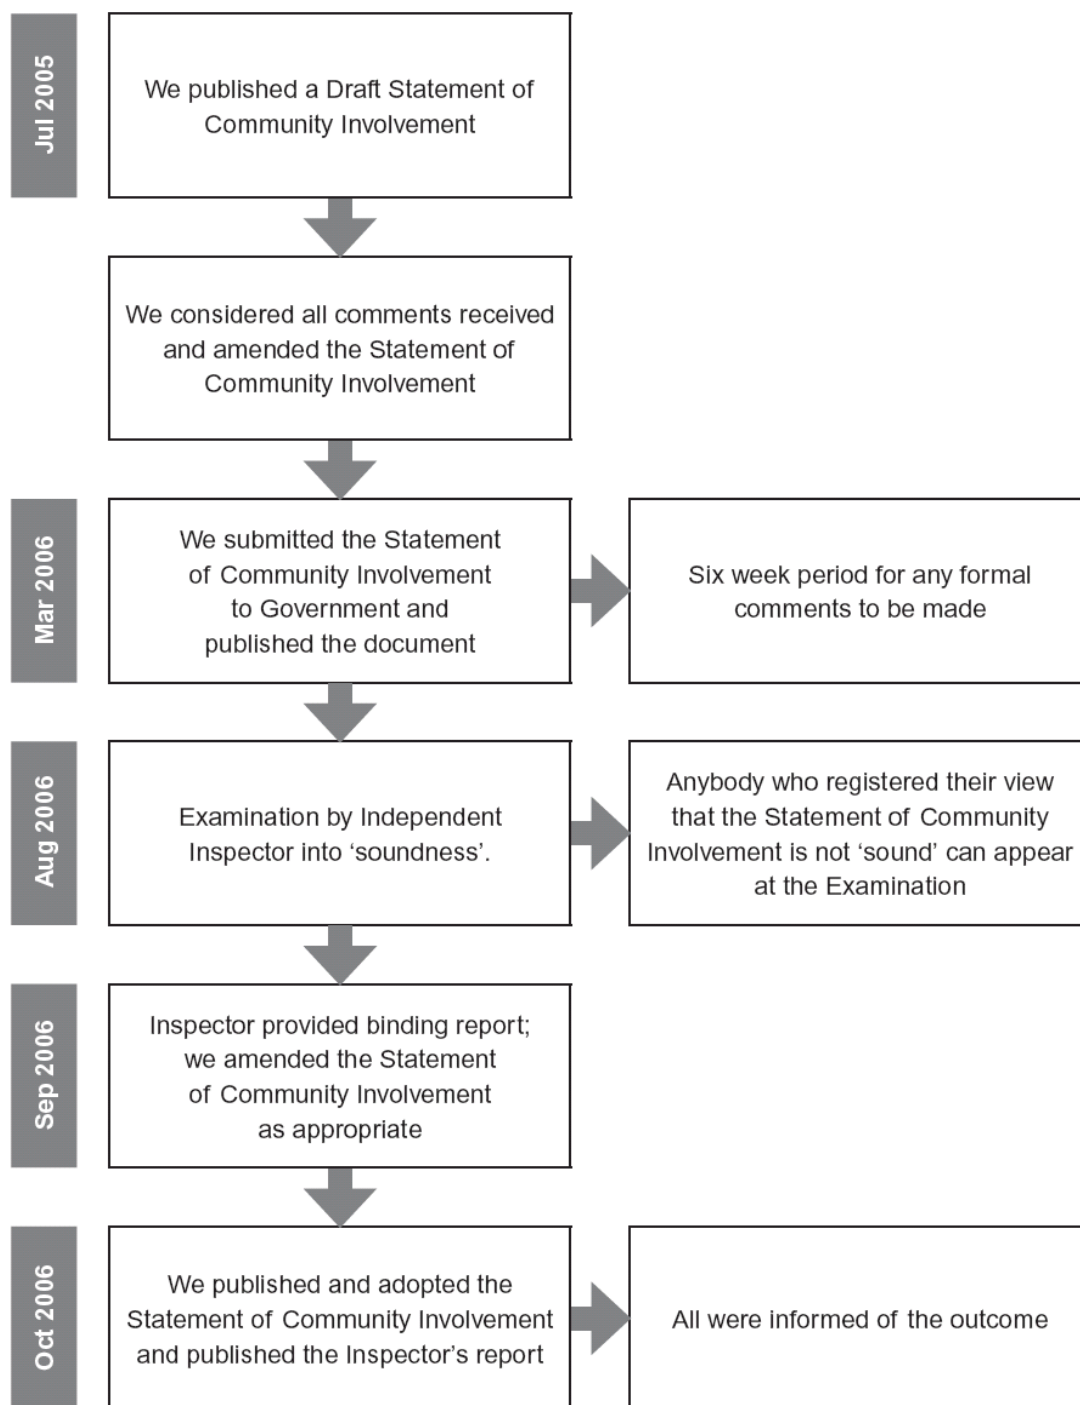 Jul 2005
We published a Draft Statement of
Community Involvement
We considered all comments received
and amended the Statement of
Community Involvement
Mar 2006
We submitted the Statement
of Community Involvement
to Government and
published the document
Six week period for any formal
comments to be made
Aug 2006
Examination by Independent
Inspector into ‘soundness’.
Anybody who registered their view
that the Statement of Community
Involvement is not ‘sound’ can appear
at the Examination
Sep 2006
Inspector provided binding report;
we amended the Statement
of Community Involvement
as appropriate
Oct 2006
We published and adopted the
Statement of Community Involvement
and published the Inspector’s report
All were informed of the outcome